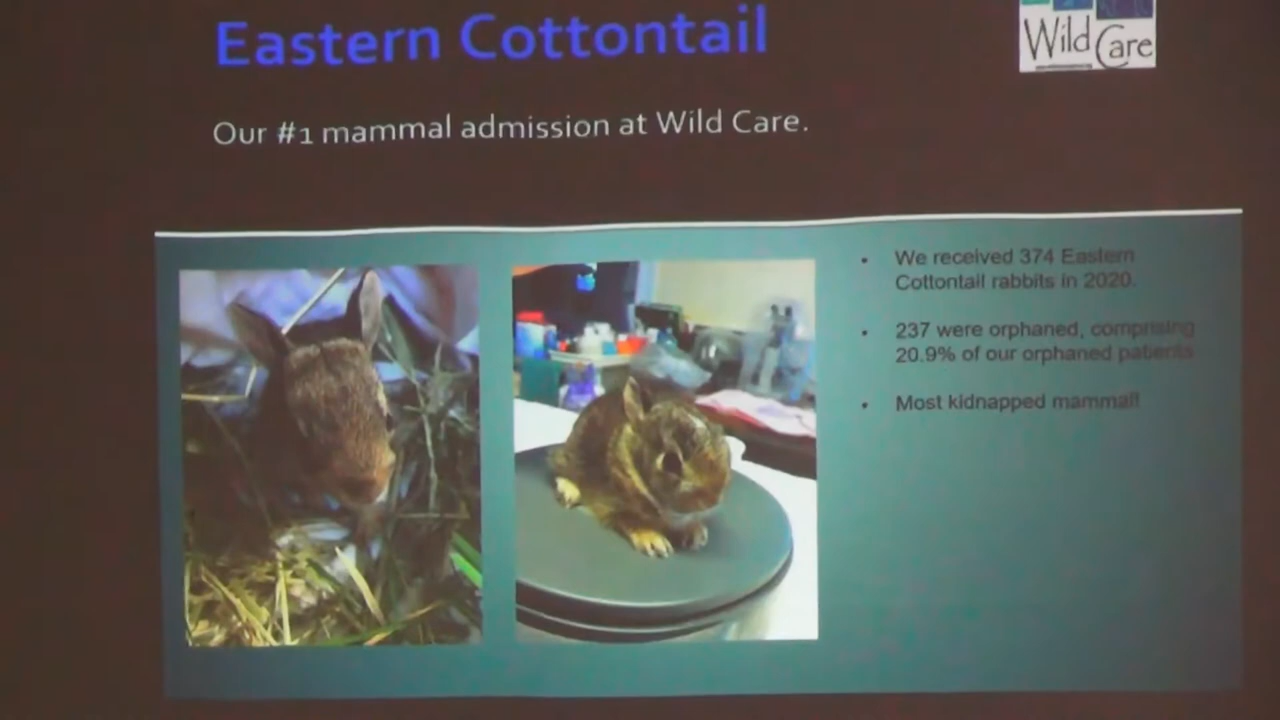 Eastern Cottontail
Wild Care
Our #1 mammal admission at Wild Care.
• We received 374 Eastern
Cottontail rabbits in 2020.
• 237 were orphaned, comprising
20.9% of our orphaned patients
• Most kidnapped mammal!